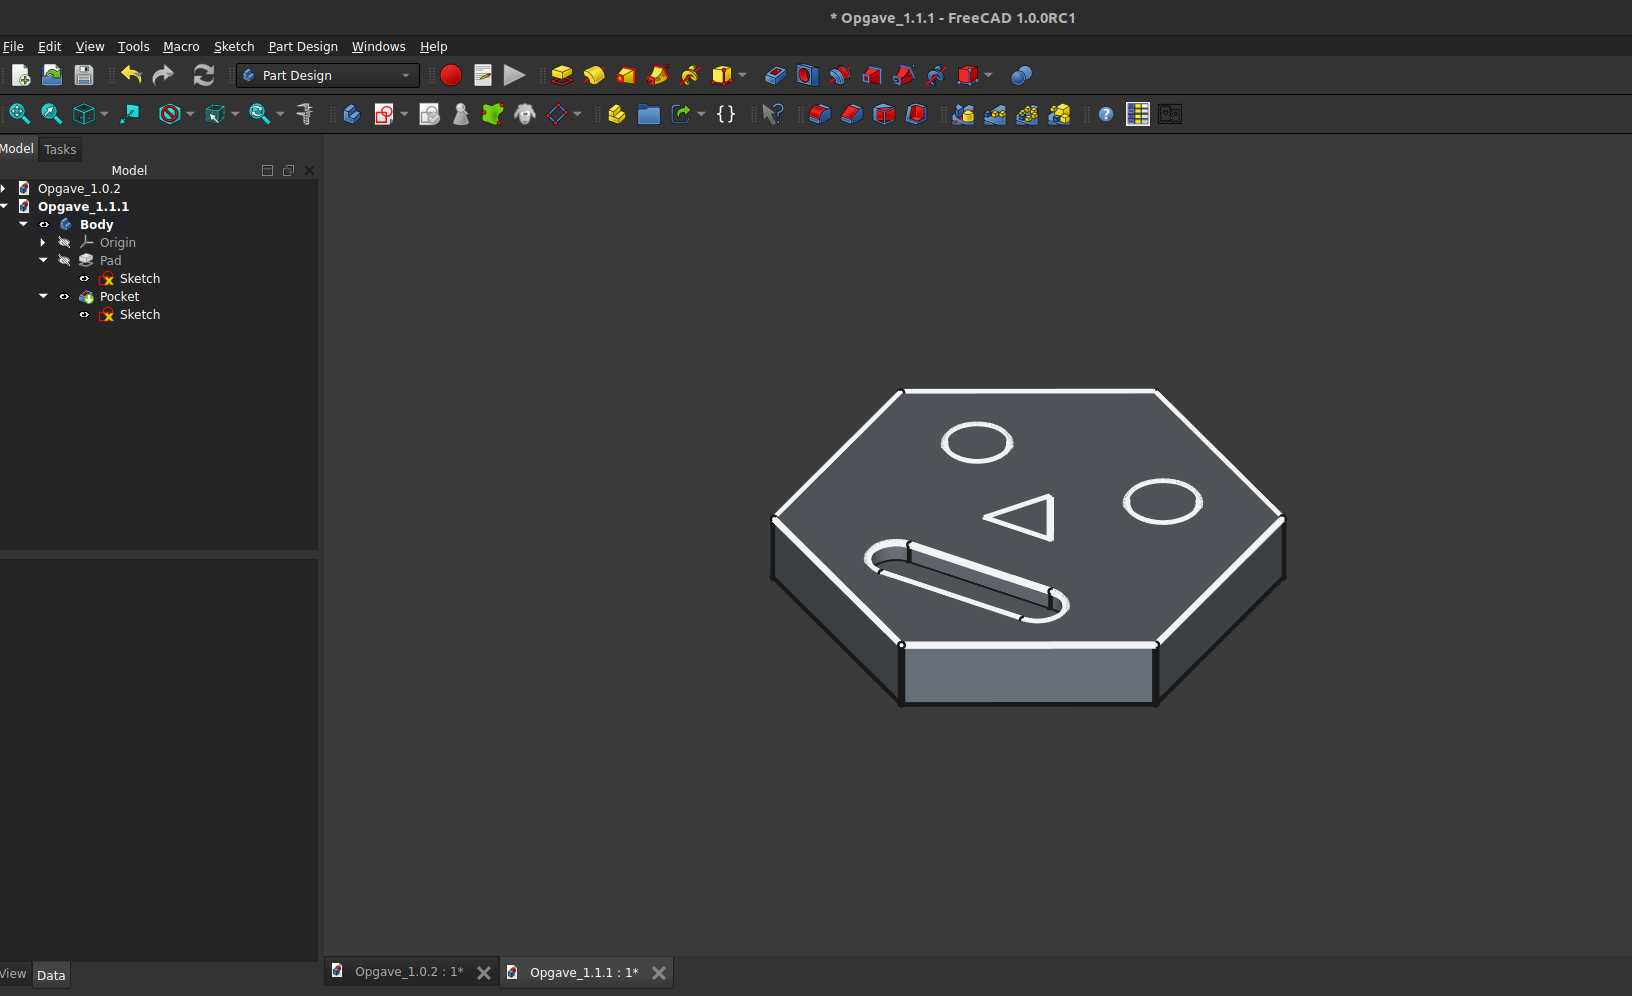 * Opgave_1.1.1 - FreeCAD 1.0.0RC1
File Edit View Tools Macro Sketch Part Design Windows Help
Part Design
Model Tasks
Model
Opgave_1.0.2
Opgave_1.1.1
Body
Origin
Pad
Sketch
Pocket
Sketch
View Data
Opgave_1.0.2 : 1*
Opgave_1.1.1 : 1*